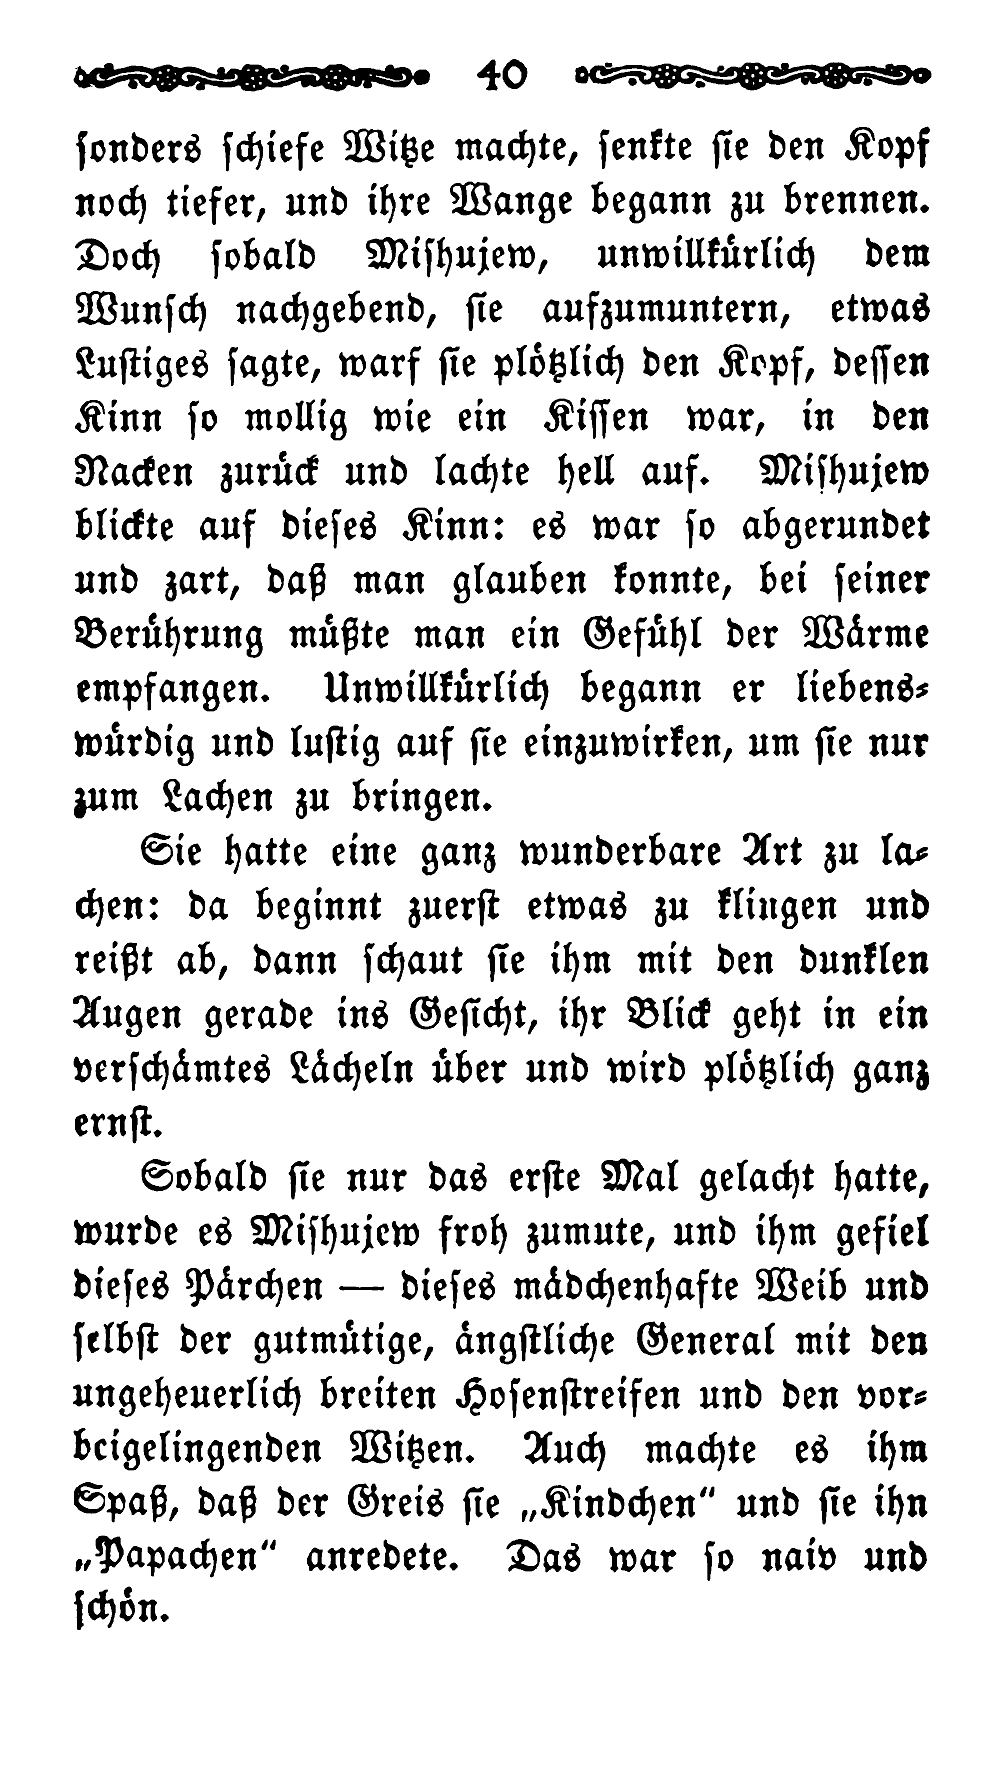 40
sonders schiefe Witze machte, senkte sie den Kopf
noch tiefer, und ihre Wange begann zu brennen.
Doch sobald Mishujew, unwillkürlich dem
Wunsch nachgebend, sie aufzumuntern, etwas
Lustiges sagte, warf sie plötzlich den Kopf, dessen
Kinn so mollig wie ein Kissen war, in den
Nacken zurück und lachte hell auf. Mishujew
blickte auf dieses Kinn: es war so abgerundet
und zart, daß man glauben konnte, bei seiner
Berührung müßte man ein Gefühl der Wärme
empfangen. Unwillkürlich begann er liebens-
würdig und lustig auf sie einzuwirken, um sie nur
zum Lachen zu bringen.
Sie hatte eine ganz wunderbare Art zu la-
chen: da beginnt zuerst etwas zu klingen und
reißt ab, dann schaut sie ihm mit den dunklen
Augen gerade ins Gesicht, ihr Blick geht in ein
verschämtes Lächeln über und wird plötzlich ganz
ernst.
Sobald sie nur das erste Mal gelacht hatte,
wurde es Mishujew froh zumute, und ihm gefiel
dieses Pärchen — dieses mädchenhafte Weib und
selbst der gutmütige, ängstliche General mit den
ungeheuerlich breiten Hosenstreifen und den vor-
beigelingenden Witzen. Auch machte es ihm
Spaß, daß der Greis sie „Kindchen“ und sie ihn
„Papachen“ anredete. Das war so naiv und
schön.